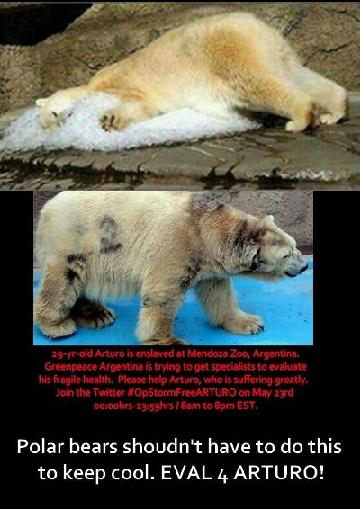 29-yr-old Arturo is enslaved at Mendoza Zoo, Argentina.
Greenpeace Argentina is trying to get specialists to evaluate
his fragile health. Please help Arturo, who is suffering greatly.
Join the Twitter #OpStormFreeARTURO on May 23rd
00:00hrs-23:59hrs / 8am to 8pm EST.
Polar bears shoudn't have to do this
to keep cool. EVAL 4 ARTURO!